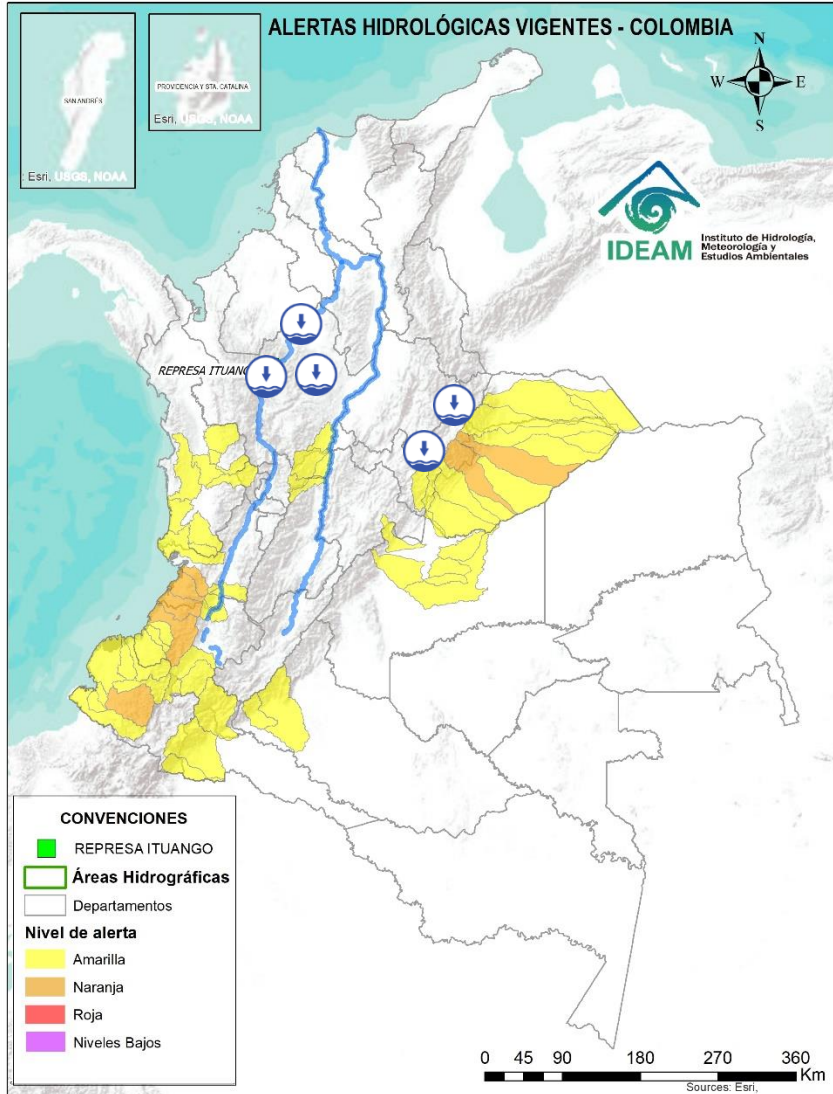 ALERTAS HIDROLÓGICAS VIGENTES - COLOMBIA
SAN ANDRÉS
Esri, USGS, NOAA
PROVIDENCIA Y STA. CATALINA
Esri, USGS, NOAA
N
W
E
S
IDEAM
Instituto de Hidrología,
Meteorología y
Estudios Ambientales
REPRESA ITUANG
CONVENCIONES
REPRESA ITUANGO
Áreas Hidrográficas
Departamentos
Nivel de alerta
Amarilla
Naranja
Roja
Niveles Bajos
0 45 90 180 270 360
Km
Sources: Esri,